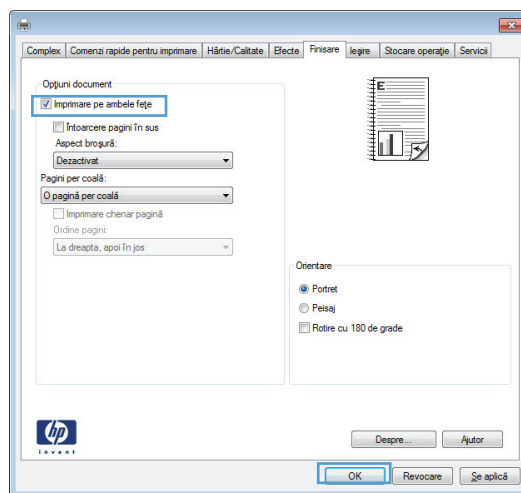 Complex Comenzi rapide pentru imprimare Hârtie/Calitate Efecte Finisare Ieşire Stocare operaţie Servicii
Opţiuni document
Imprimare pe ambele feţe
Întoarcere pagini în sus
Aspect broşură:
Dezactivat
Pagini per coală:
O pagină per coală
Imprimare chenar pagină
Ordine pagini:
La dreapta, apoi în jos
E
Orientare
Portret
Peisaj
Rotire cu 180 de grade
hp
invent
Despre... Ajutor
OK Revocare Se aplică